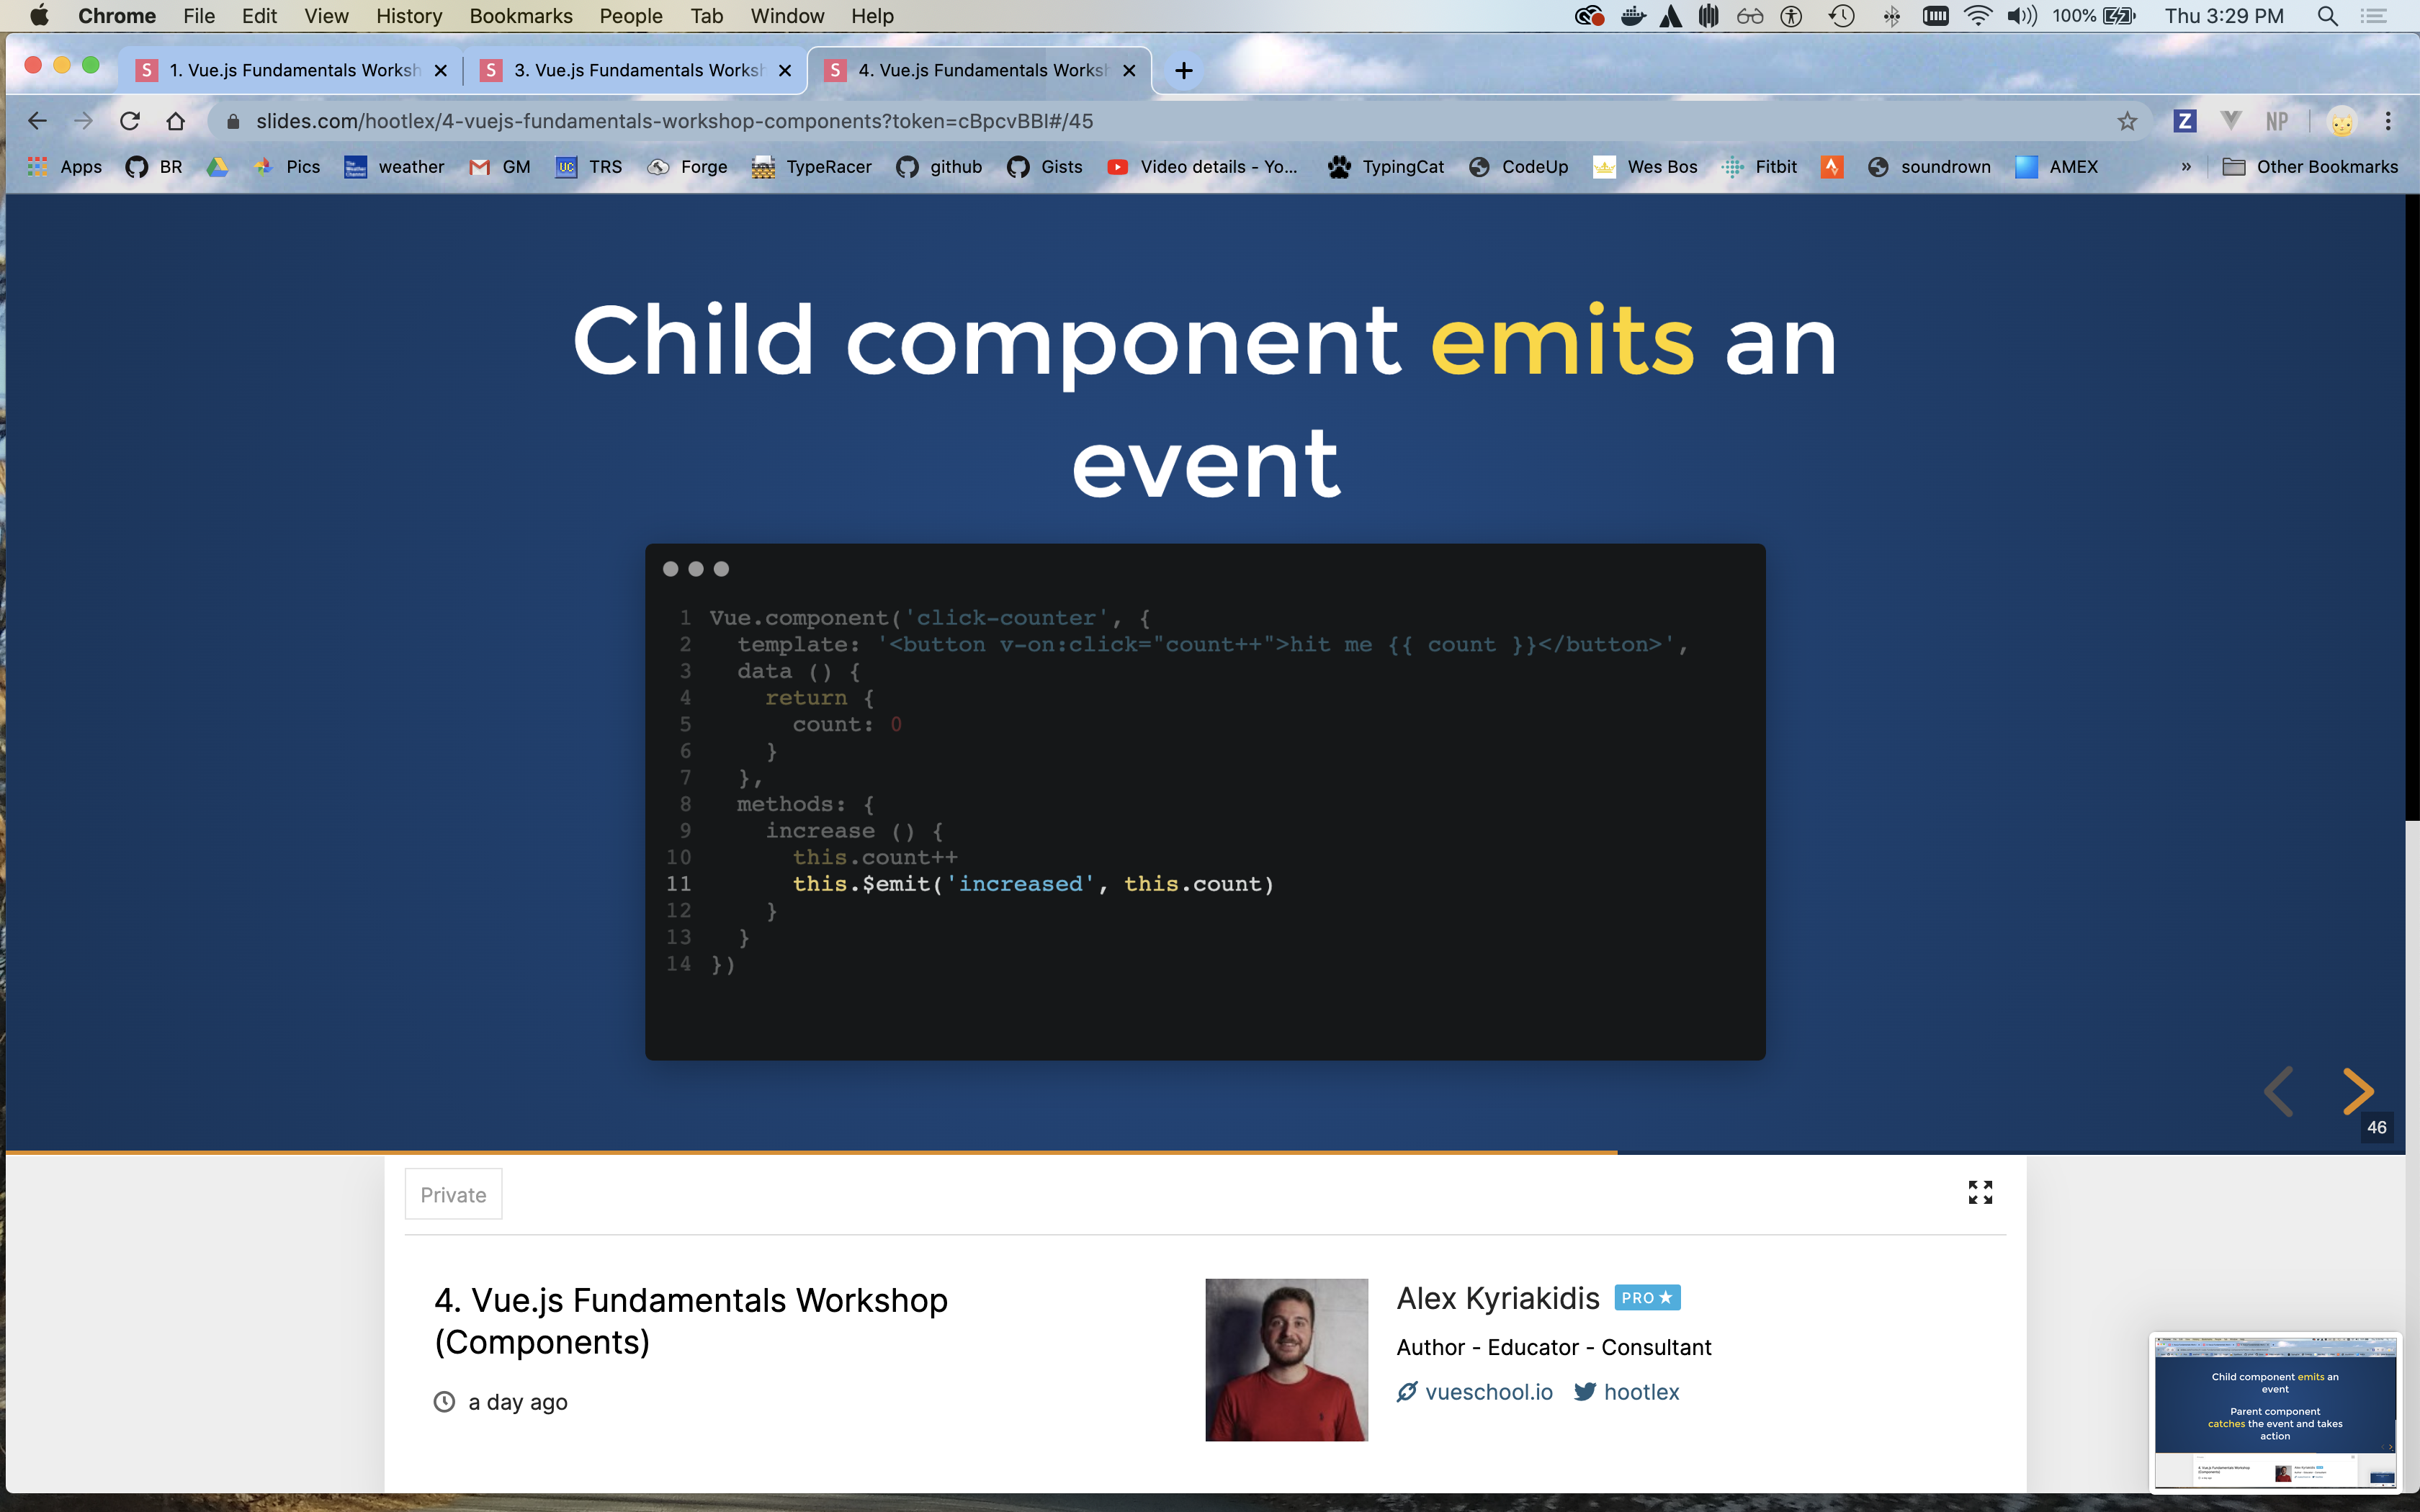 Chrome File Edit View History Bookmarks People Tab Window Help 100% Thu 3:29 PM
S 1. Vue.js Fundamentals Worksh S 3. Vue.js Fundamentals Worksh S 4. Vue.js Fundamentals Worksh
slides.com/hootlex/4-vuejs-fundamentals-workshop-components?token=cBpcvBBI#/45 Z NP
Apps BR Pics weather GM UC TRS Forge TypeRacer github Gists Video details - Yo... TypingCat CodeUp Wes Bos Fitbit soundrown AMEX » Other Bookmarks
Child component emits an
event
1 Vue.component('click-counter', {
2 template: '<button v-on:click="count++">hit me {{ count }}</button>',
3 data () {
4 return {
5 count: 0
6 }
7 },
8 methods: {
9 increase () {
10 this.count++
11 this.$emit('increased', this.count)
12 }
13 }
14 })
46
Private
4. Vue.js Fundamentals Workshop
(Components)
a day ago
Alex Kyriakidis PRO
Author - Educator - Consultant
vueschool.io hootlex
Child component emits an
event
Parent component
catches the event and takes
action